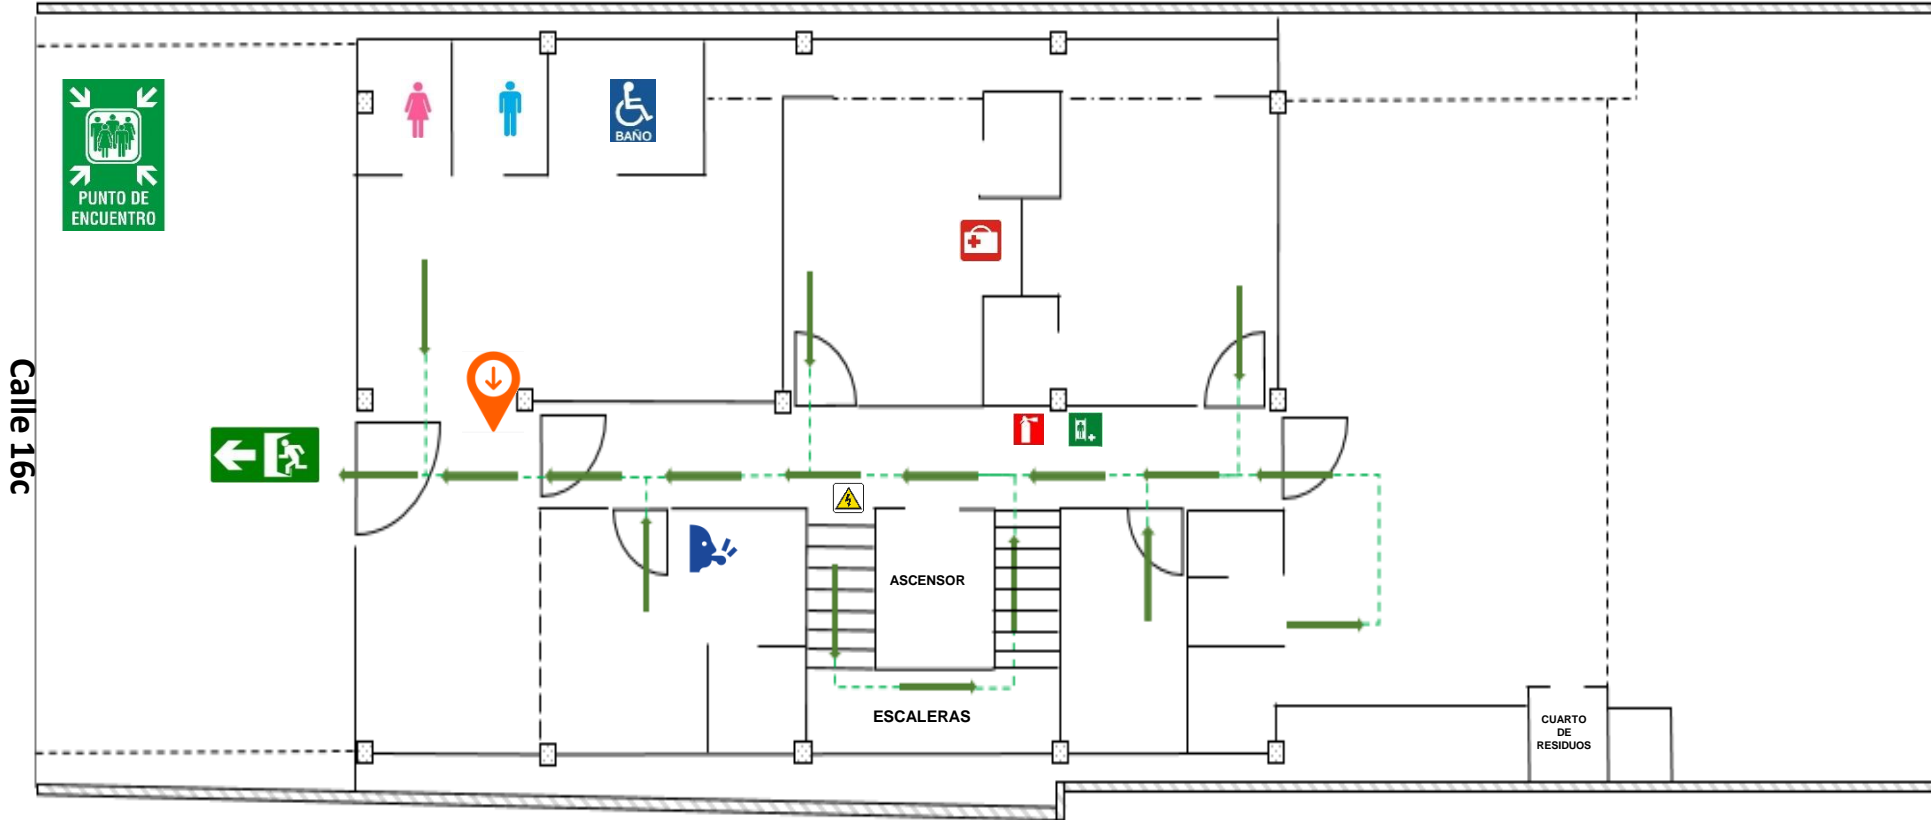 BAÑO
PUNTO DE
ENCUENTRO
Calle 16c
ASCENSOR
ESCALERAS
CUARTO
DE
RESIDUOS